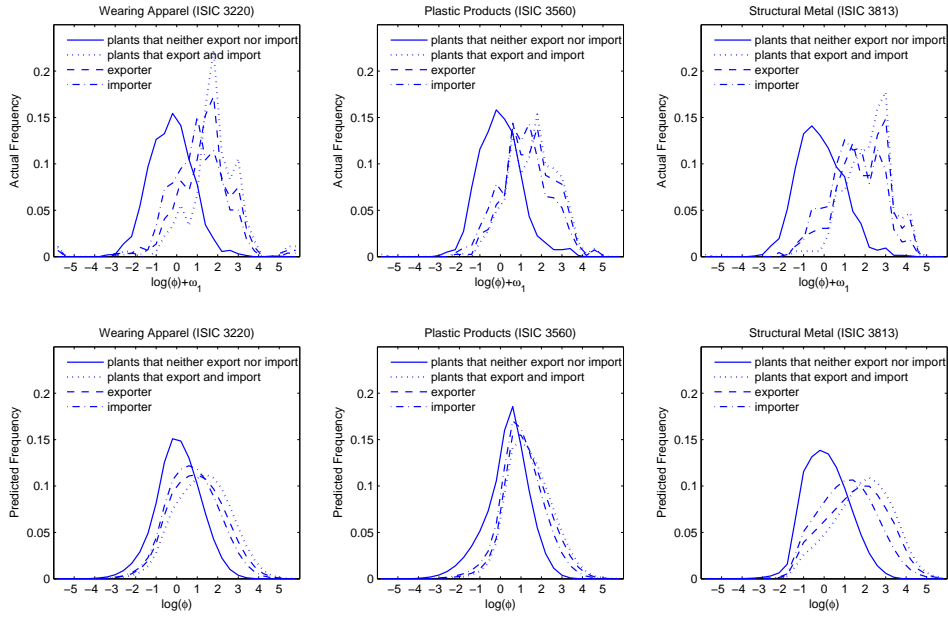 Wearing Apparel (ISIC 3220)
plants that neither export nor import
plants that export and import
exporter
importer
0.2
0.15
0.1
0.05
0
Actual Frequency
−5 −4 −3 −2 −1 0 1 2 3 4 5
log(ϕ)+ω1
Plastic Products (ISIC 3560)
plants that neither export nor import
plants that export and import
exporter
importer
0.2
0.15
0.1
0.05
0
Actual Frequency
−5 −4 −3 −2 −1 0 1 2 3 4 5
log(ϕ)+ω1
Structural Metal (ISIC 3813)
plants that neither export nor import
plants that export and import
exporter
importer
0.2
0.15
0.1
0.05
0
Actual Frequency
−5 −4 −3 −2 −1 0 1 2 3 4 5
log(ϕ)+ω1
Wearing Apparel (ISIC 3220)
plants that neither export nor import
plants that export and import
exporter
importer
0.2
0.15
0.1
0.05
0
Predicted Frequency
−5 −4 −3 −2 −1 0 1 2 3 4 5
log(ϕ)
Plastic Products (ISIC 3560)
plants that neither export nor import
plants that export and import
exporter
importer
0.2
0.15
0.1
0.05
0
Predicted Frequency
−5 −4 −3 −2 −1 0 1 2 3 4 5
log(ϕ)
Structural Metal (ISIC 3813)
plants that neither export nor import
plants that export and import
exporter
importer
0.2
0.15
0.1
0.05
0
Predicted Frequency
−5 −4 −3 −2 −1 0 1 2 3 4 5
log(ϕ)